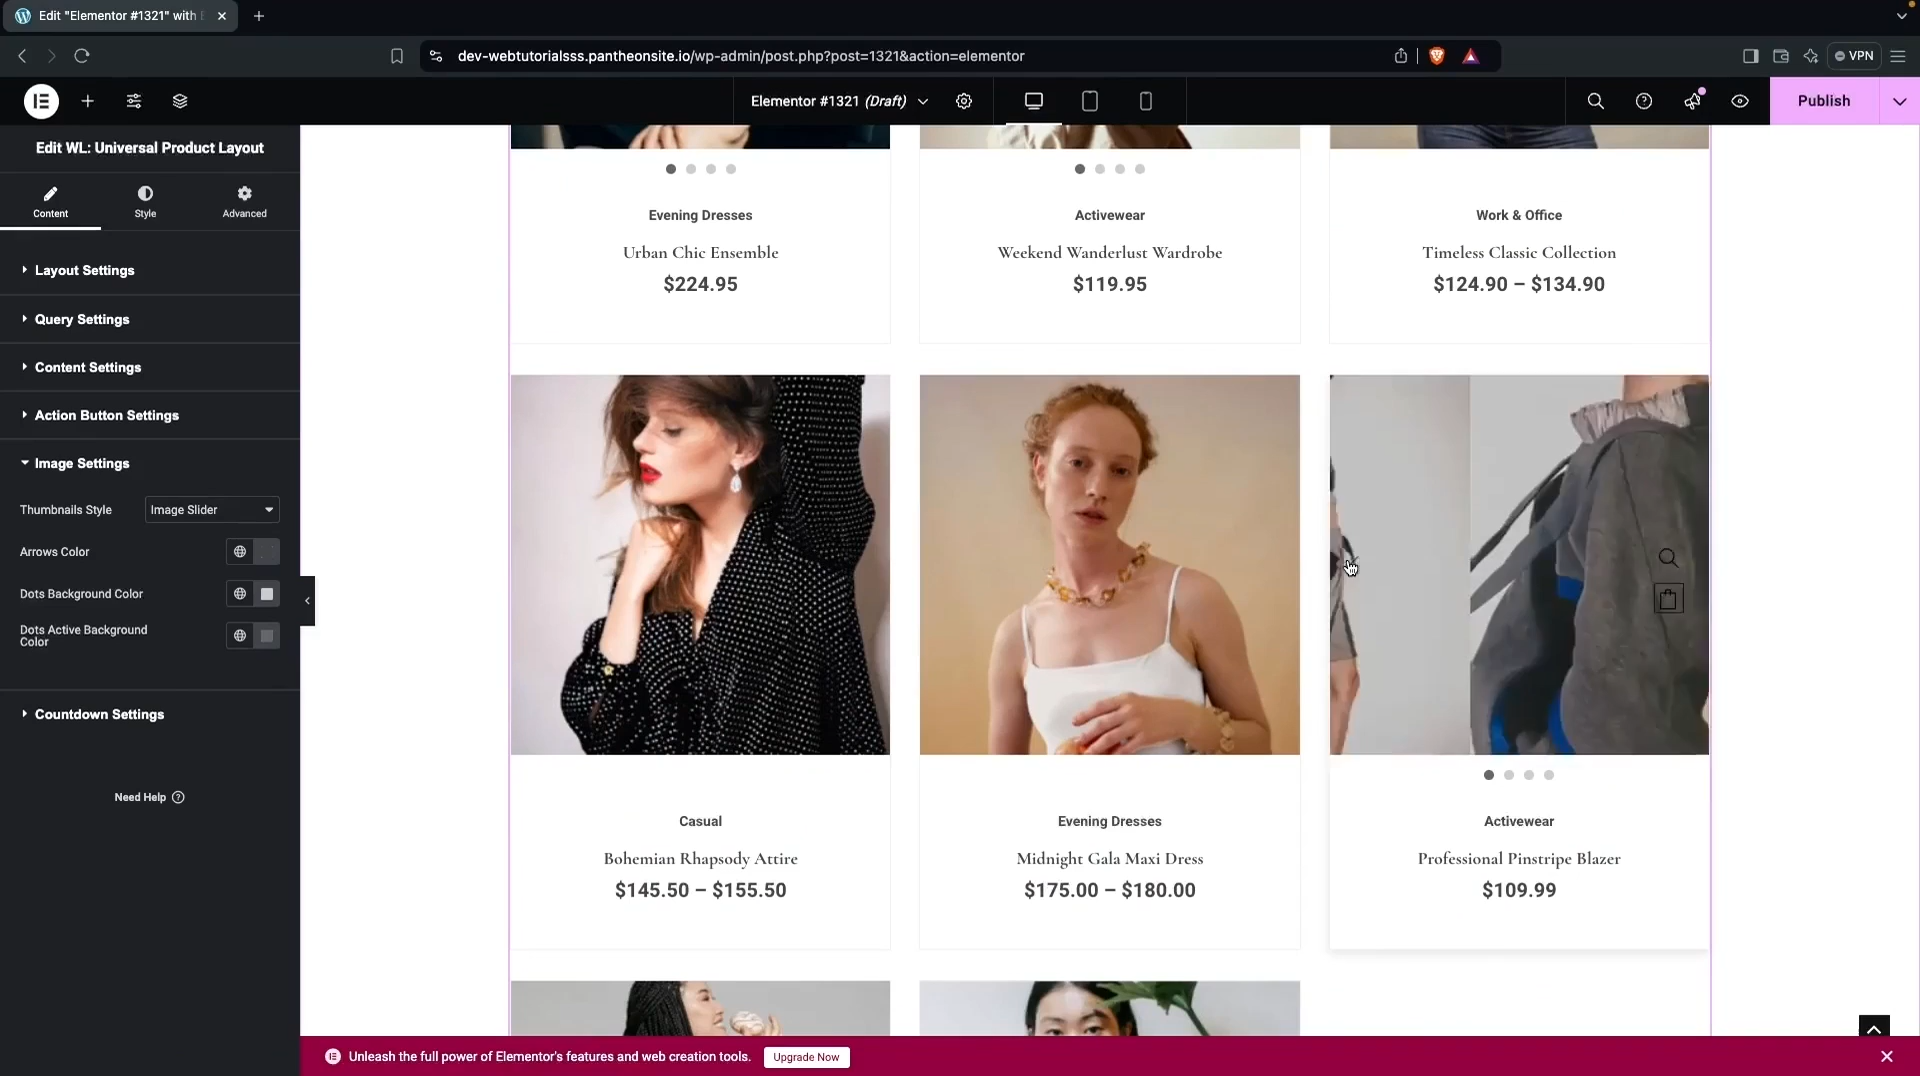 Edit "Elementor #1321" with
dev-webtutorialsss.pantheonsite.io/wp-admin/post.php?post=1321&action=elementor
VPN
Elementor #1321 (Draft)
Publish
Edit WL: Universal Product Layout
Content
Style
Advanced
Layout Settings
Query Settings
Content Settings
Action Button Settings
Image Settings
Thumbnails Style
Image Slider
Arrows Color
Dots Background Color
Dots Active Background
Color
Countdown Settings
Need Help
Evening Dresses
Urban Chic Ensemble
$224.95
Activewear
Weekend Wanderlust Wardrobe
$119.95
Work & Office
Timeless Classic Collection
$124.90 – $134.90
Casual
Bohemian Rhapsody Attire
$145.50 – $155.50
Evening Dresses
Midnight Gala Maxi Dress
$175.00 – $180.00
Activewear
Professional Pinstripe Blazer
$109.99
Unleash the full power of Elementor's features and web creation tools.
Upgrade Now